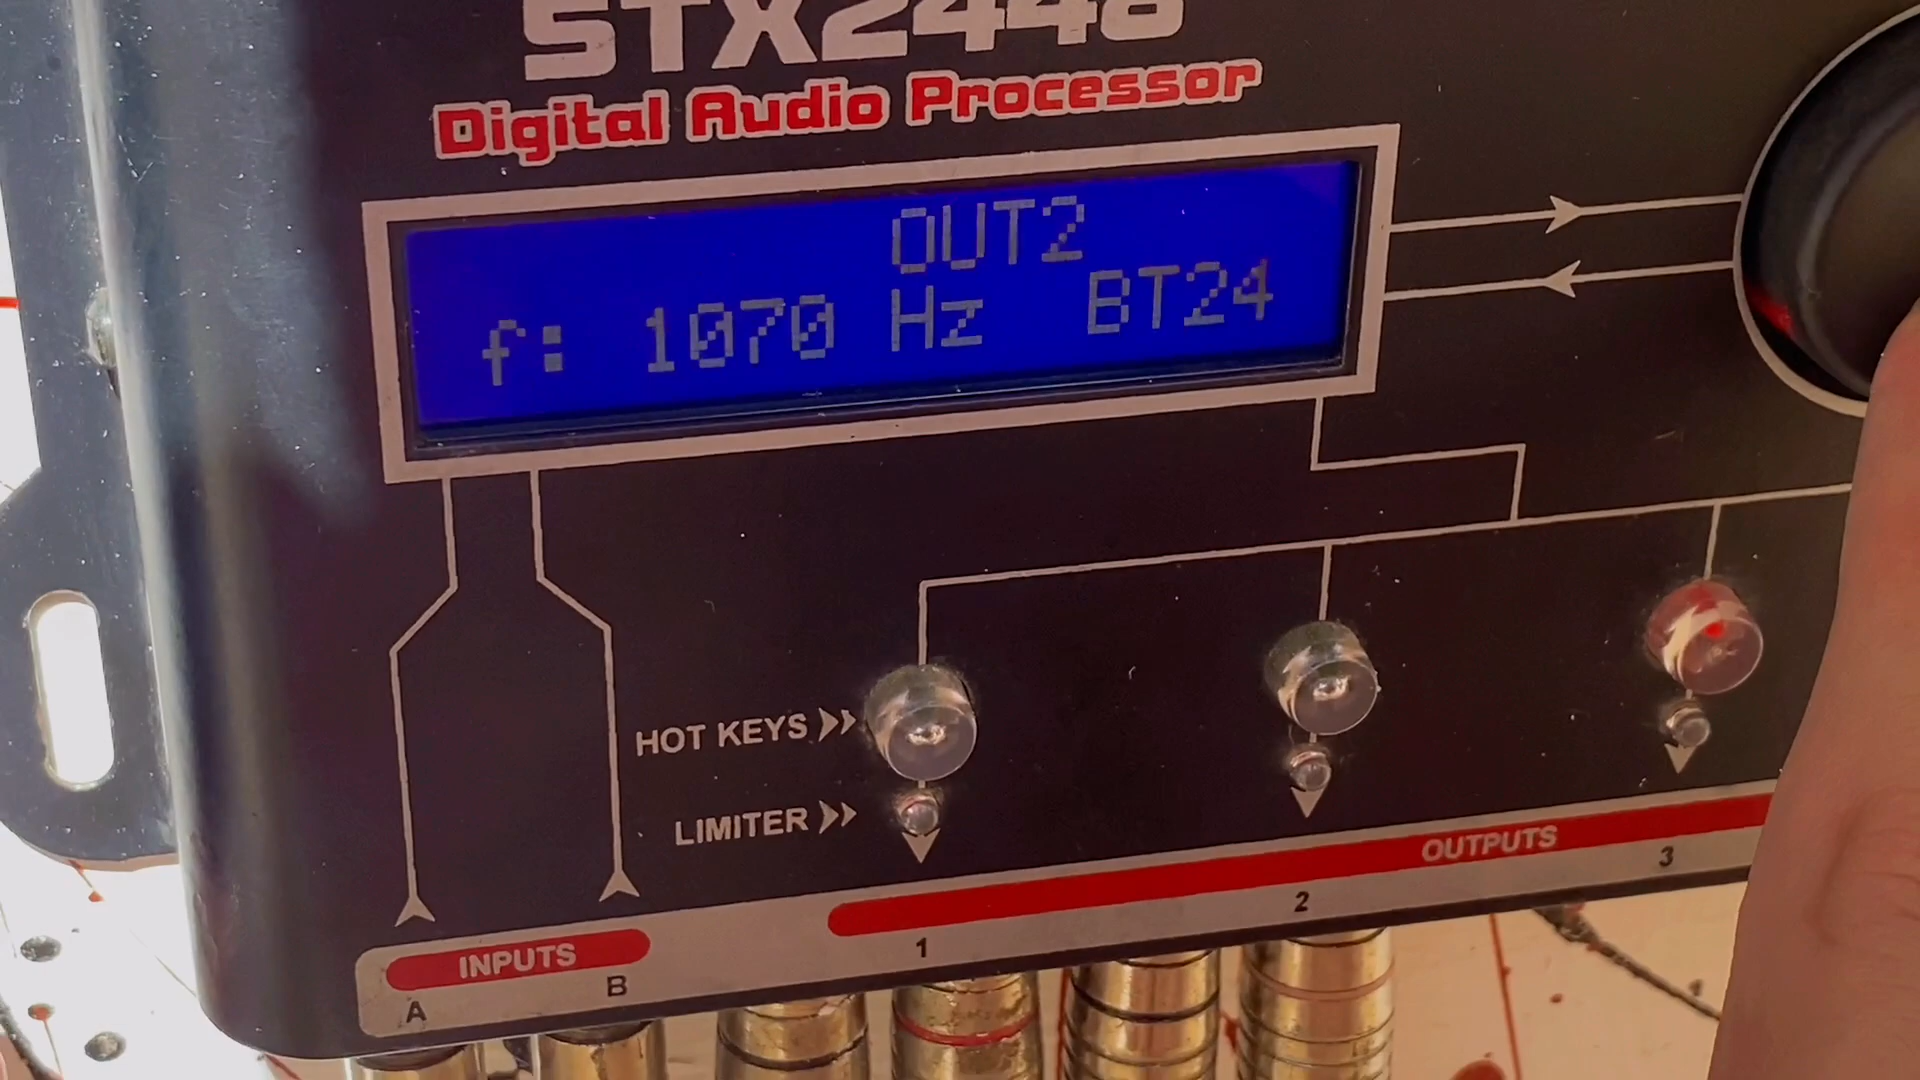 STX2448
Digital Audio Processor
OUT2
f: 1070 Hz BT24
HOT KEYS
LIMITER
OUTPUTS
1 2 3
INPUTS
A B